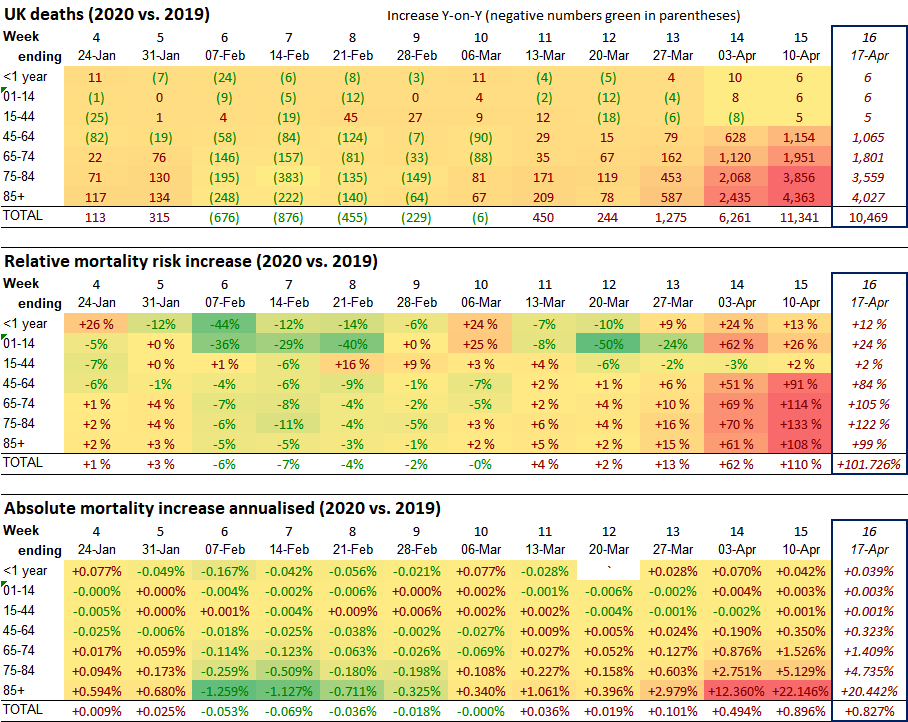 UK deaths (2020 vs. 2019) Increase Y-on-Y (negative numbers green in parentheses)
Week 4 5 6 7 8 9 10 11 12 13 14 15 16
ending 24-Jan 31-Jan 07-Feb 14-Feb 21-Feb 28-Feb 06-Mar 13-Mar 20-Mar 27-Mar 03-Apr 10-Apr 17-Apr
<1 year 11 (7) (24) (6) (8) (3) 11 (4) (5) 4 10 6 6
01-14 (1) 0 (9) (5) (12) 0 4 (2) (12) (4) 8 6 6
15-44 (25) 1 4 (19) 45 27 9 12 (18) (6) (8) 5 5
45-64 (82) (19) (58) (84) (124) (7) (90) 29 15 79 628 1,154 1,065
65-74 22 76 (146) (157) (81) (33) (88) 35 67 162 1,120 1,951 1,801
75-84 71 130 (195) (383) (135) (149) 81 171 119 453 2,068 3,856 3,559
85+ 117 134 (248) (222) (140) (64) 67 209 78 587 2,435 4,363 4,027
TOTAL 113 315 (676) (876) (455) (229) (6) 450 244 1,275 6,261 11,341 10,469
Relative mortality risk increase (2020 vs. 2019)
Week 4 5 6 7 8 9 10 11 12 13 14 15 16
ending 24-Jan 31-Jan 07-Feb 14-Feb 21-Feb 28-Feb 06-Mar 13-Mar 20-Mar 27-Mar 03-Apr 10-Apr 17-Apr
<1 year +26 % -12% -44% -12% -14% -6% +24 % -7% -10% +9 % +24 % +13 % +12 %
01-14 -5% +0 % -36% -29% -40% +0 % +25 % -8% -50% -24% +62 % +26 % +24 %
15-44 -7% +0 % +1 % -6% +16 % +9 % +3 % +4 % -6% -2% -3% +2 % +2 %
45-64 -6% -1% -4% -6% -9% -1% -7% +2 % +1 % +6 % +51 % +91 % +84 %
65-74 +1 % +4 % -7% -8% -4% -2% -5% +2 % +4 % +10 % +69 % +114 % +105 %
75-84 +2 % +4 % -6% -11% -4% -5% +3 % +6 % +4 % +16 % +70 % +133 % +122 %
85+ +2 % +3 % -5% -5% -3% -1% +2 % +5 % +2 % +15 % +61 % +108 % +99 %
TOTAL +1 % +3 % -6% -7% -4% -2% -0% +4 % +2 % +13 % +62 % +110 % +101.726%
Absolute mortality increase annualised (2020 vs. 2019)
Week 4 5 6 7 8 9 10 11 12 13 14 15 16
ending 24-Jan 31-Jan 07-Feb 14-Feb 21-Feb 28-Feb 06-Mar 13-Mar 20-Mar 27-Mar 03-Apr 10-Apr 17-Apr
<1 year +0.077% -0.049% -0.167% -0.042% -0.056% -0.021% +0.077% -0.028% ` +0.028% +0.070% +0.042% +0.039%
01-14 -0.000% +0.000% -0.004% -0.002% -0.006% +0.000% +0.002% -0.001% -0.006% -0.002% +0.004% +0.003% +0.003%
15-44 -0.005% +0.000% +0.001% -0.004% +0.009% +0.006% +0.002% +0.002% -0.004% -0.001% -0.002% +0.001% +0.001%
45-64 -0.025% -0.006% -0.018% -0.025% -0.038% -0.002% -0.027% +0.009% +0.005% +0.024% +0.190% +0.350% +0.323%
65-74 +0.017% +0.059% -0.114% -0.123% -0.063% -0.026% -0.069% +0.027% +0.052% +0.127% +0.876% +1.526% +1.409%
75-84 +0.094% +0.173% -0.259% -0.509% -0.180% -0.198% +0.108% +0.227% +0.158% +0.603% +2.751% +5.129% +4.735%
85+ +0.594% +0.680% -1.259% -1.127% -0.711% -0.325% +0.340% +1.061% +0.396% +2.979% +12.360% +22.146% +20.442%
TOTAL +0.009% +0.025% -0.053% -0.069% -0.036% -0.018% -0.000% +0.036% +0.019% +0.101% +0.494% +0.896% +0.827%